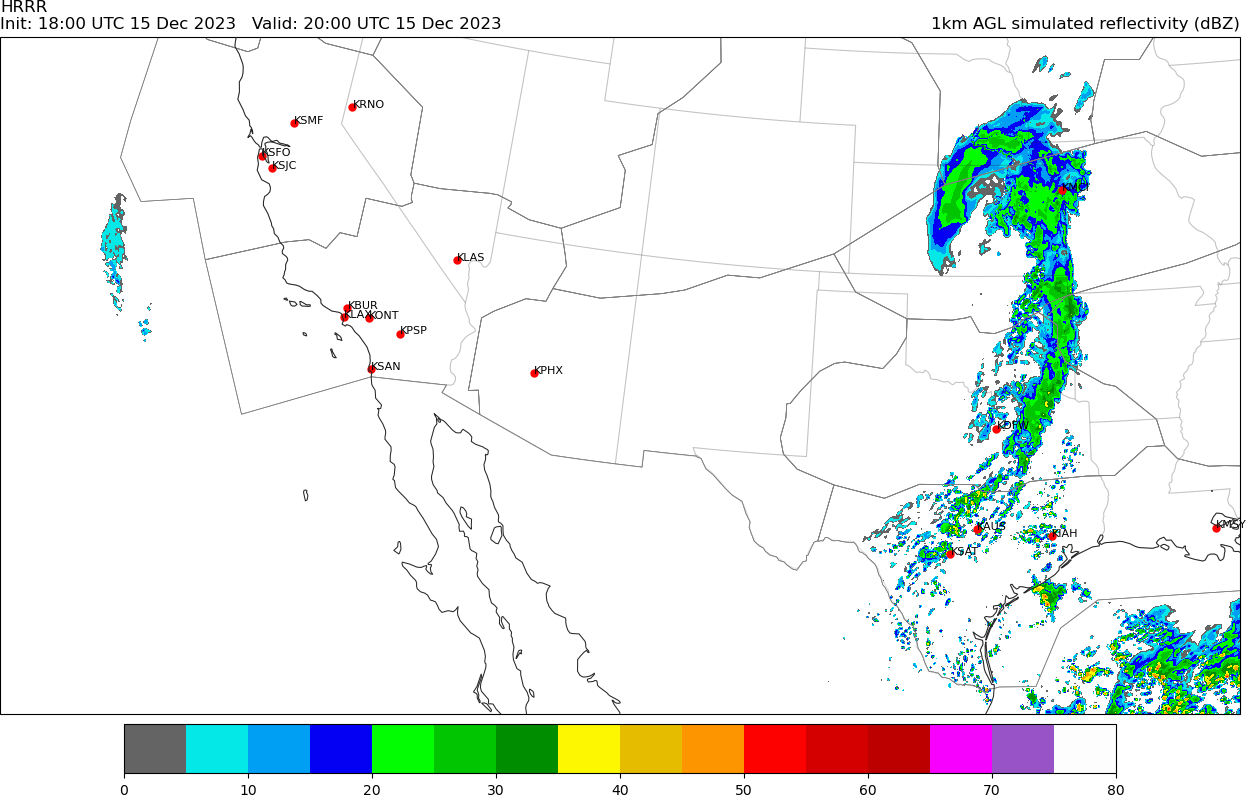 HRRR
Init: 18:00 UTC 15 Dec 2023 Valid: 20:00 UTC 15 Dec 2023
1km AGL simulated reflectivity (dBZ)
KRNO
KSMF
KSFO
KSJC
KMCI
KLAS
KBUR
KLAX
KONT
KPSP
KSAN
KPHX
KDFW
KAUS
KIAH
KMSY
KSAT
0 10 20 30 40 50 60 70 80